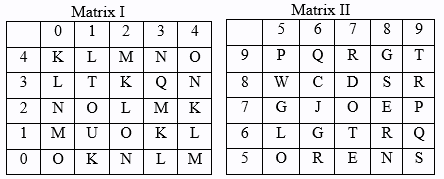 Matrix I Matrix II
0 1 2 3 4 5 6 7 8 9
4 K L M N O 9 P Q R G T
3 L T K Q N 8 W C D S R
2 N O L M K 7 G J O E P
1 M U O K L 6 L G T R Q
0 O K N L M 5 O R E N S